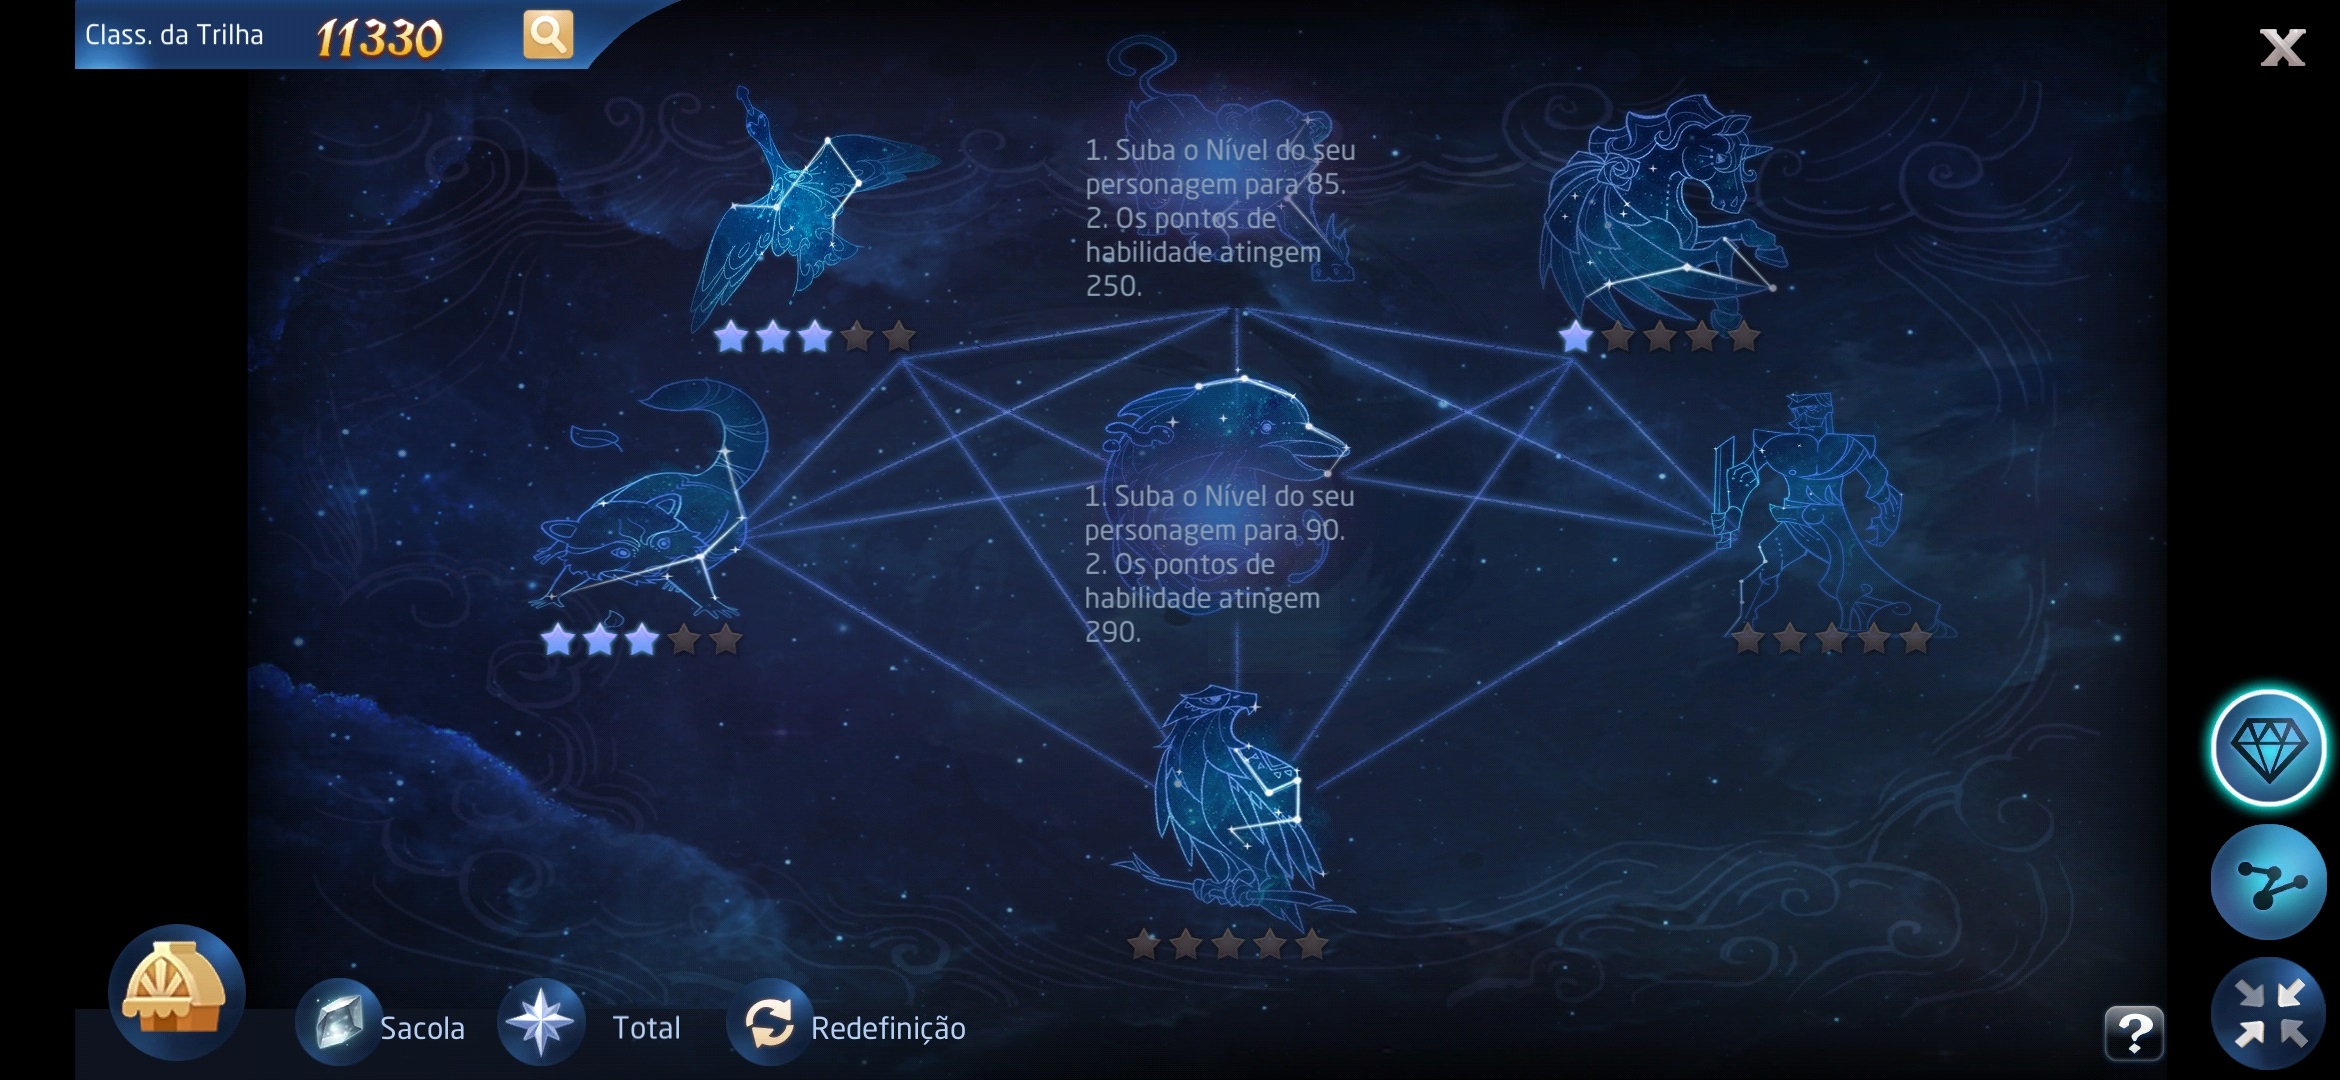 Class. da Trilha 11330
1. Suba o Nível do seu
personagem para 85.
2. Os pontos de
habilidade atingem
250.
1. Suba o Nível do seu
personagem para 90.
2. Os pontos de
habilidade atingem
290.
Sacola Total Redefinição ?